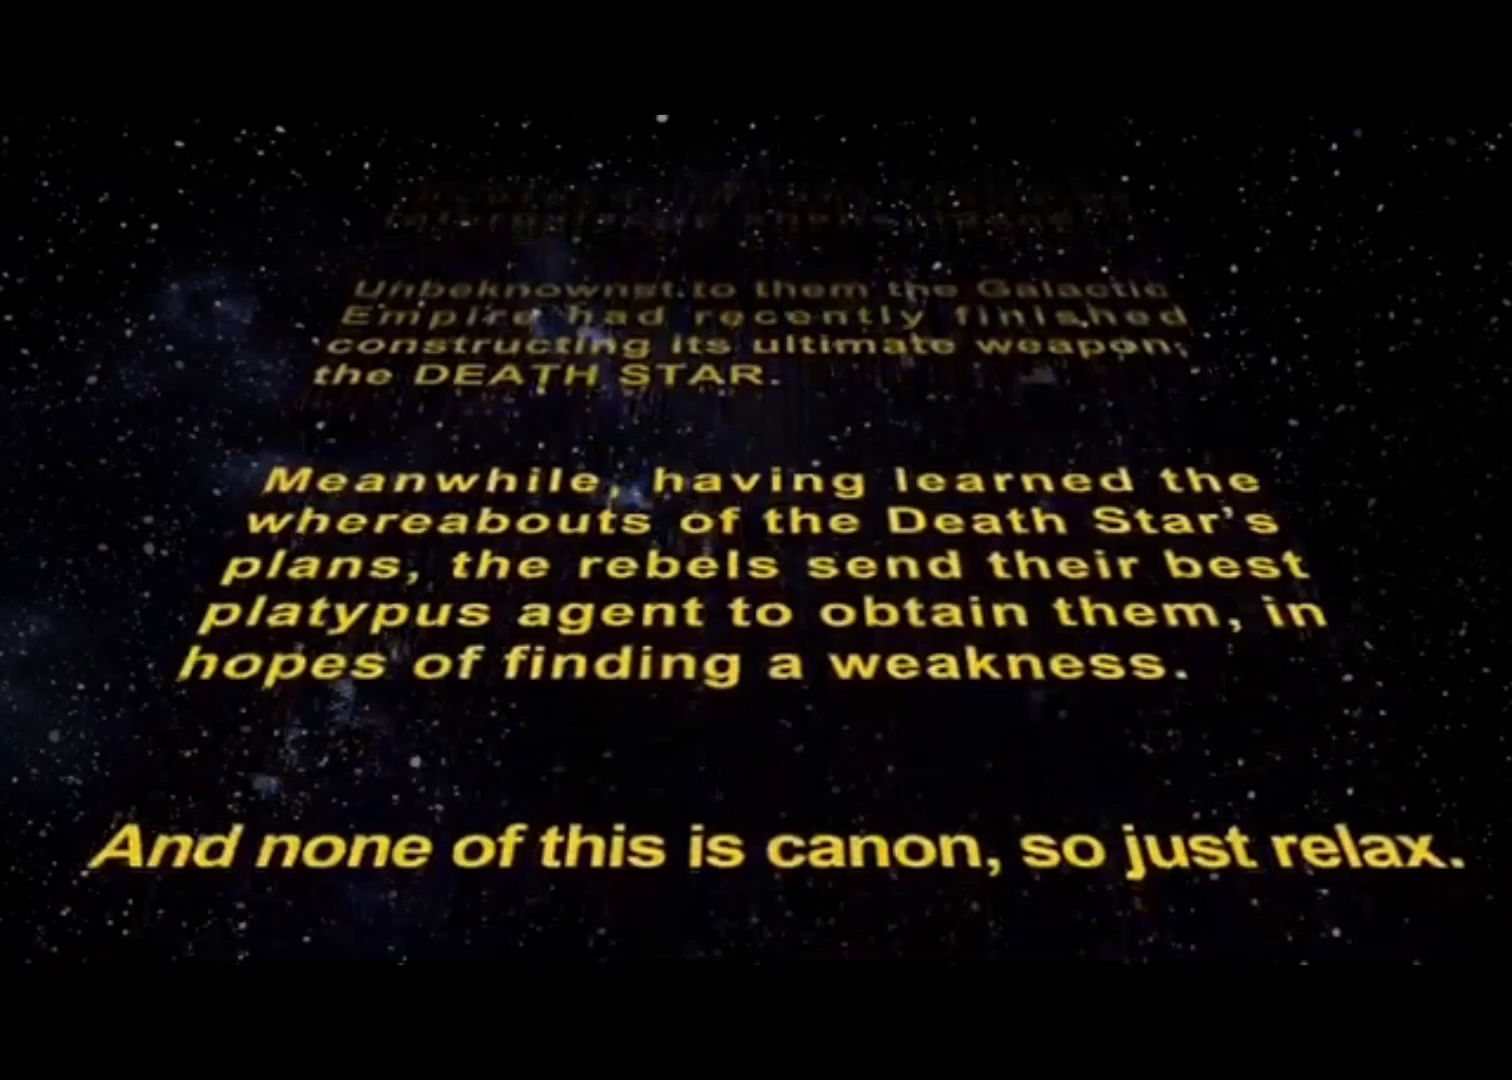 Unbeknownst to them the Galactic
Empire had recently finished
constructing its ultimate weapon;
the DEATH STAR.
Meanwhile, having learned the
whereabouts of the Death Star's
plans, the rebels send their best
platypus agent to obtain them, in
hopes of finding a weakness.
And none of this is canon, so just relax.